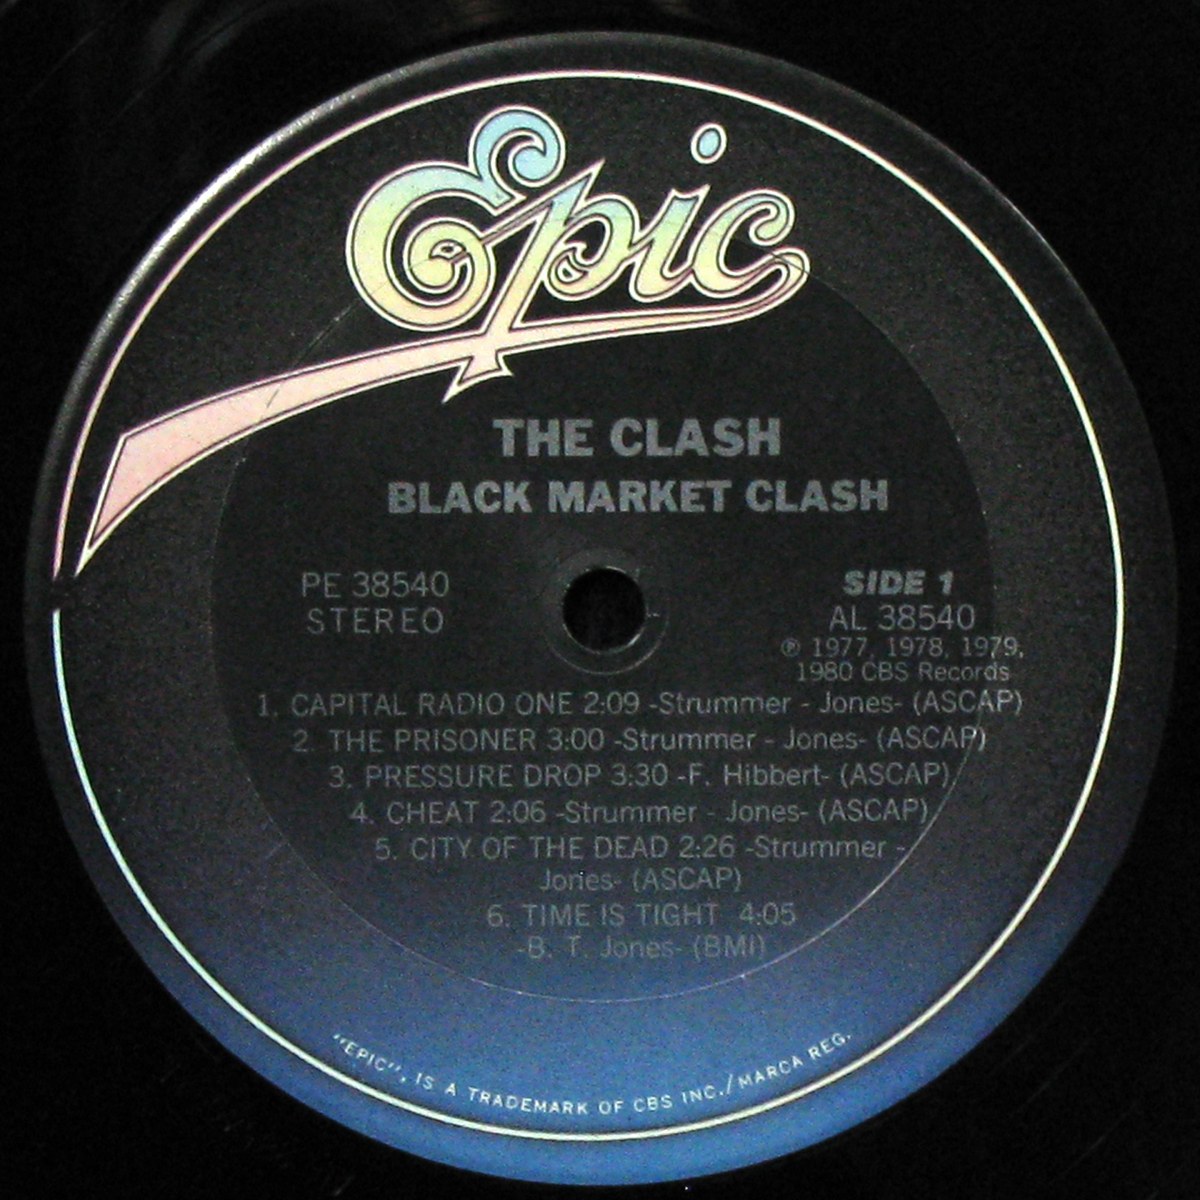 Epic
THE CLASH
BLACK MARKET CLASH
PE 38540
STEREO
SIDE 1
AL 38540
℗ 1977, 1978, 1979,
1980 CBS Records
1. CAPITAL RADIO ONE 2:09 -Strummer - Jones- (ASCAP)
2. THE PRISONER 3:00 -Strummer - Jones- (ASCAP)
3. PRESSURE DROP 3:30 -F. Hibbert- (ASCAP)
4. CHEAT 2:06 -Strummer - Jones- (ASCAP)
5. CITY OF THE DEAD 2:26 -Strummer -
Jones- (ASCAP)
6. TIME IS TIGHT 4:05
-B. T. Jones- (BMI)
"EPIC", IS A TRADEMARK OF CBS INC./MARCA REG.